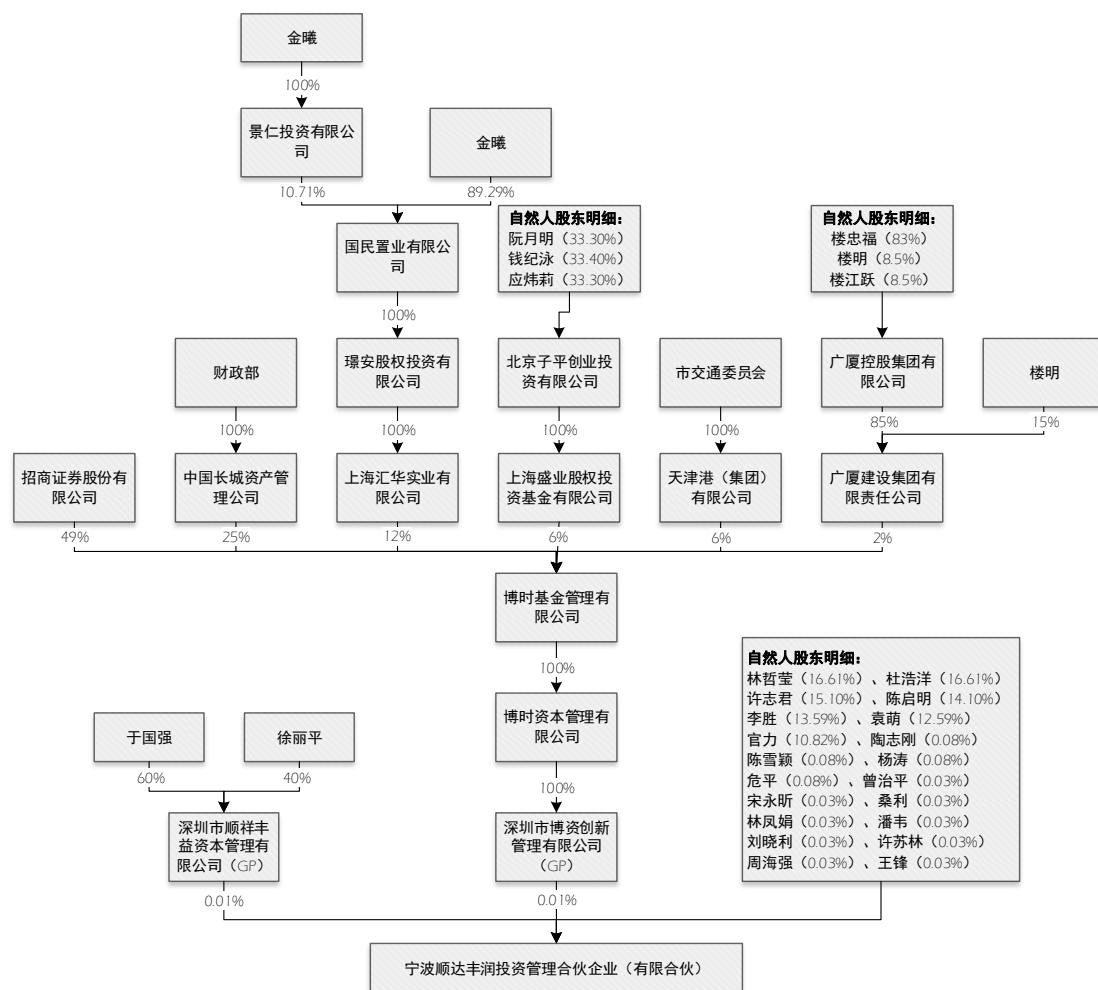 金曦
100%
景仁投资有限公
司
金曦
10.71%
89.29%
国民置业有限公
司
自然人股东明细：
阮月明（33.30%）
钱纪泳（33.40%）
应炜莉（33.30%）
自然人股东明细：
楼忠福（83%）
楼明（8.5%）
楼江跃（8.5%）
100%
财政部
璟安股权投资有
限公司
北京子平创业投
资有限公司
市交通委员会
广厦控股集团有
限公司
楼明
100%
100%
100%
100%
85%
15%
招商证券股份有
限公司
中国长城资产管
理公司
上海汇华实业有
限公司
上海盛业股权投
资基金有限公司
天津港（集团）
有限公司
广厦建设集团有
限责任公司
49%
25%
12%
6%
6%
2%
博时基金管理有
限公司
100%
博时资本管理有
限公司
100%
于国强
徐丽平
60%
40%
深圳市顺祥丰
益资本管理有
限公司（GP）
深圳市博资创新
管理有限公司
（GP）
自然人股东明细：
林哲莹（16.61%）、杜浩洋（16.61%）
许志君（15.10%）、陈启明（14.10%）
李胜（13.59%）、袁萌（12.59%）
官力（10.82%）、陶志刚（0.08%）
陈雪颖（0.08%）、杨涛（0.08%）
危平（0.08%）、曾治平（0.03%）
宋永昕（0.03%）、桑利（0.03%）
林凤娟（0.03%）、潘韦（0.03%）
刘晓利（0.03%）、许苏林（0.03%）
周海强（0.03%）、王锋（0.03%）
0.01%
0.01%
宁波顺达丰润投资管理合伙企业（有限合伙）